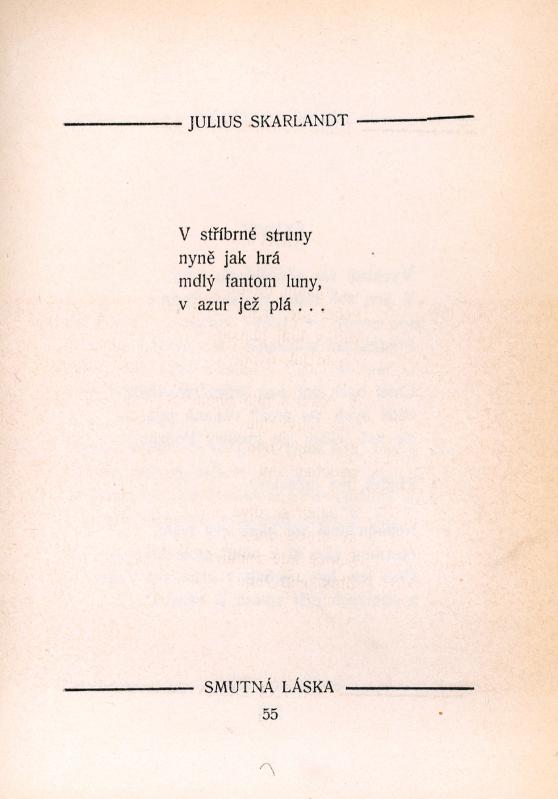 JULIUS SKARLANDT
V stříbrné struny
nyně jak hrá
mdlý fantom luny,
v azur jež plá . . .
SMUTNÁ LÁSKA
55